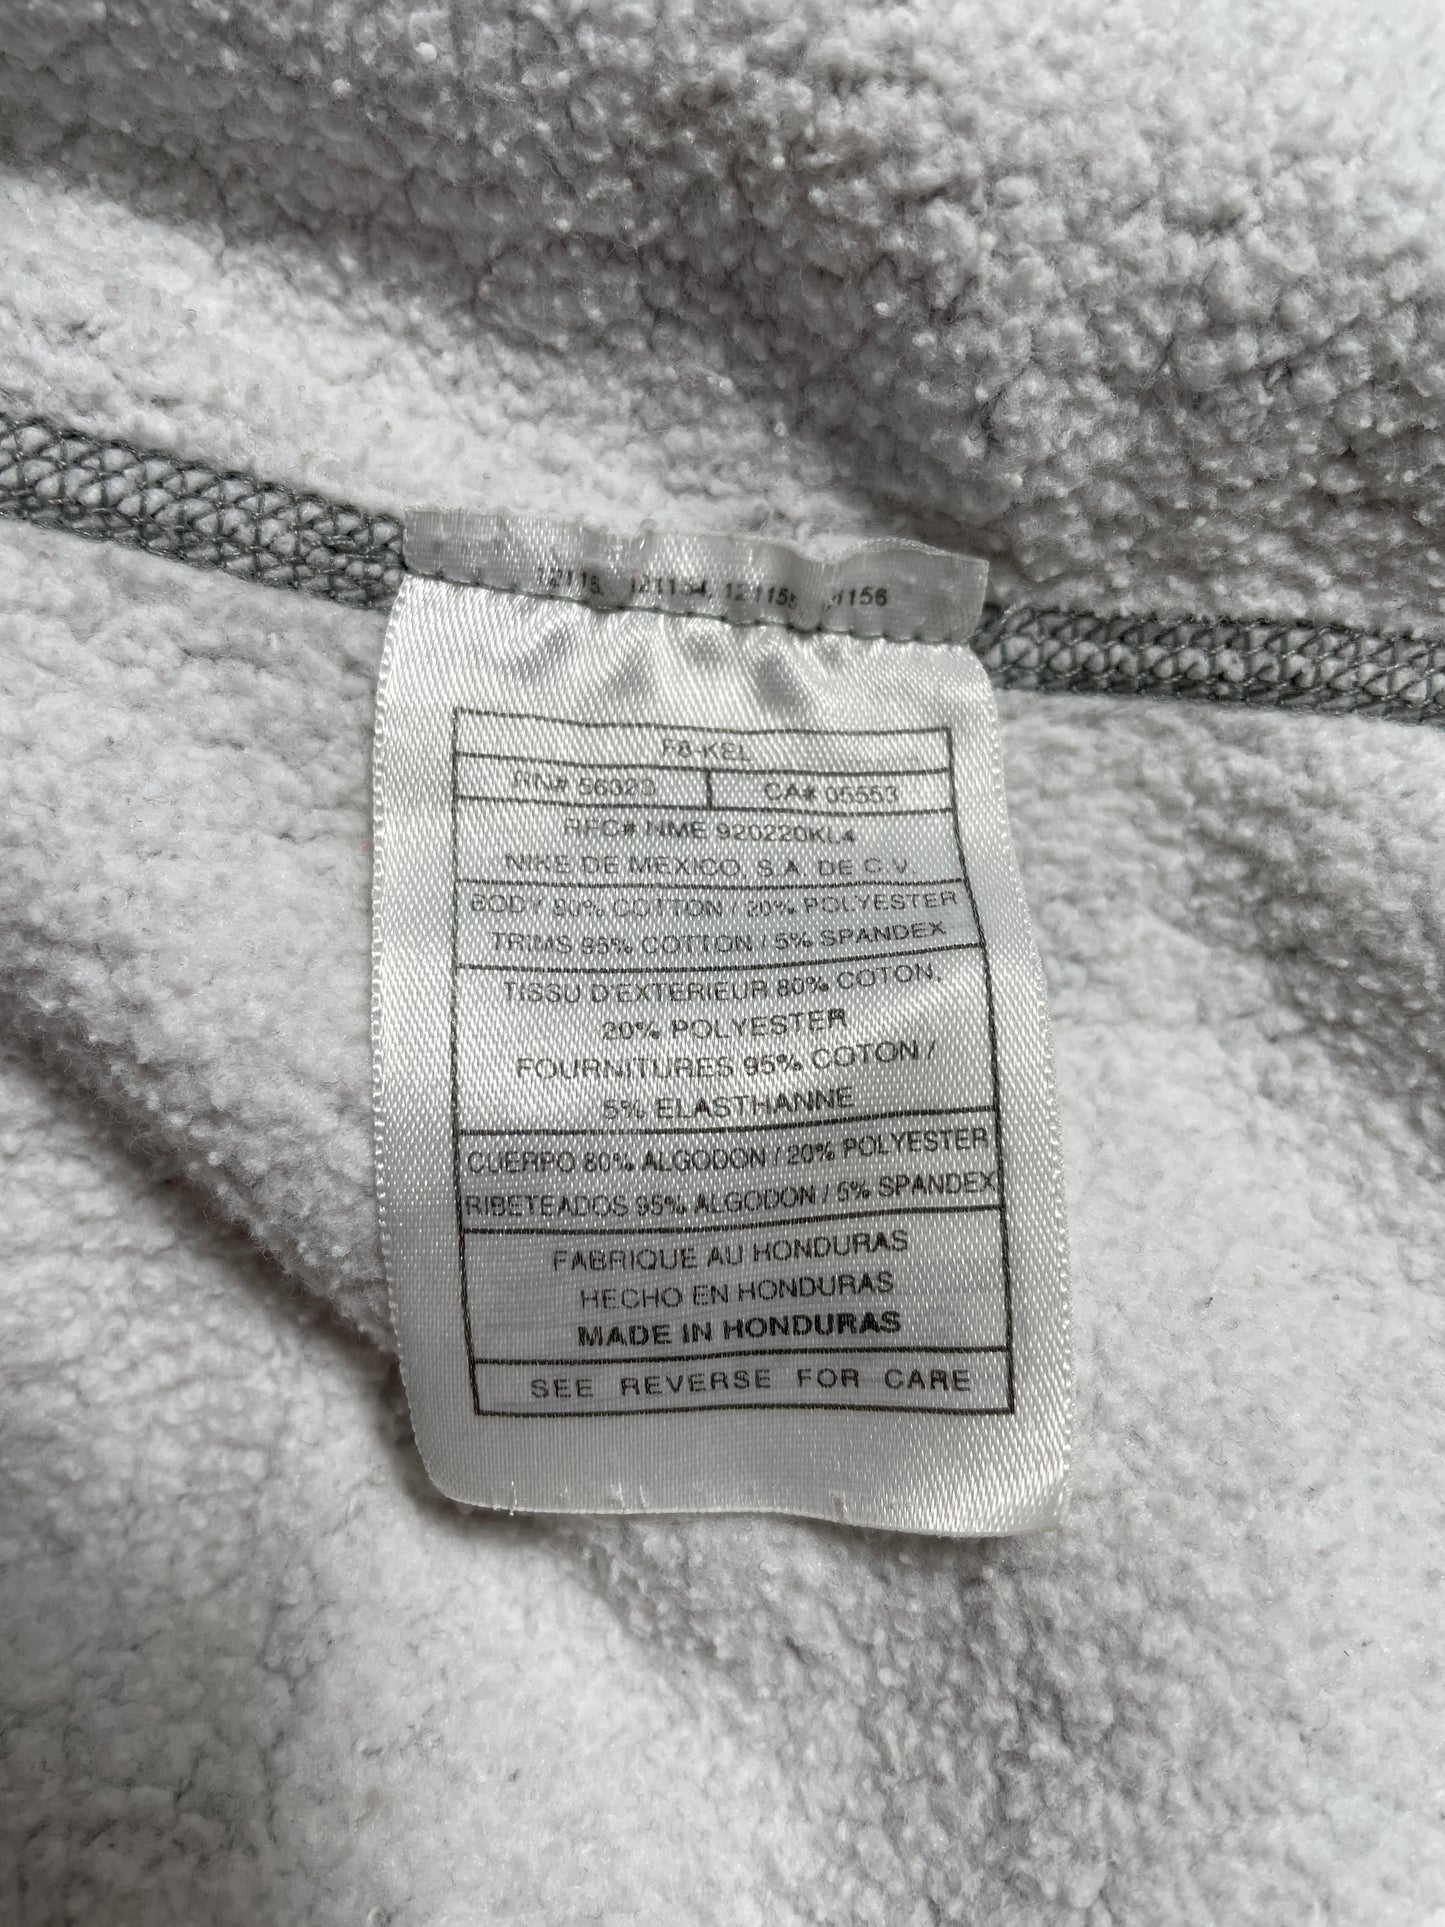 121154, 121155
F8-KEL
RN# 56323 CA# 05553
RFC# NME 920220KL4
NIKE DE MEXICO, S.A. DE C.V.
BODY 80% COTTON / 20% POLYESTER
TRIMS 95% COTTON / 5% SPANDEX
TISSU D'EXTERIEUR 80% COTON,
20% POLYESTER
FOURNITURES 95% COTON /
5% ELASTHANNE
CUERPO 80% ALGODON / 20% POLYESTER
RIBETEADOS 95% ALGODON / 5% SPANDEX
FABRIQUE AU HONDURAS
HECHO EN HONDURAS
MADE IN HONDURAS
SEE REVERSE FOR CARE